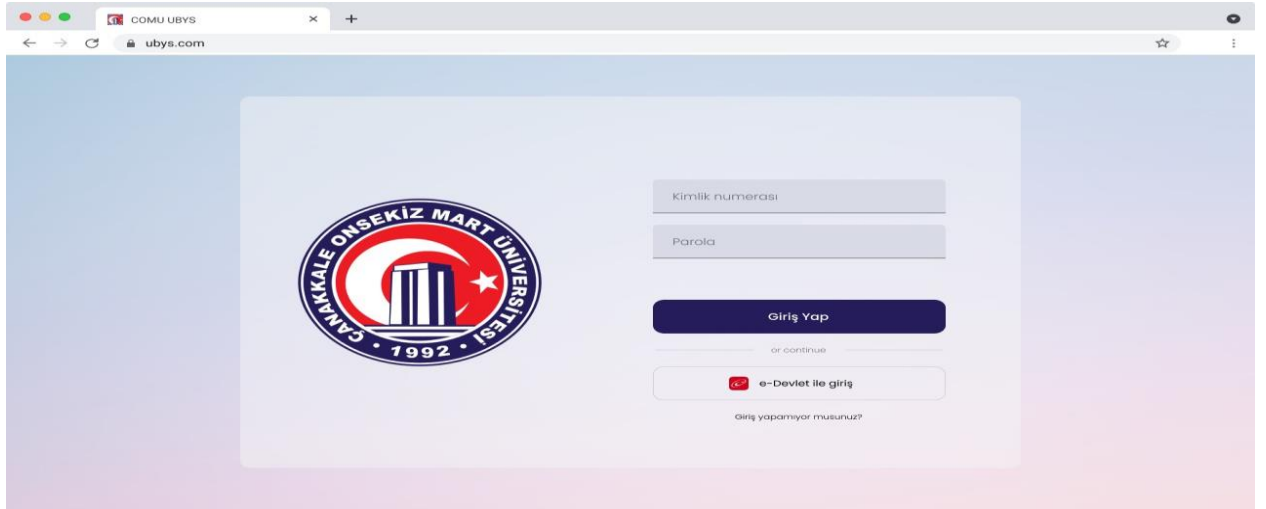 COMU UBYS
ubys.com
Kimlik numerası
Parola
ÇANAKKALE ONSEKİZ MART ÜNİVERSİTESİ
1992
Giriş Yap
or continue
e-Devlet ile giriş
Giriş yapamıyor musunuz?